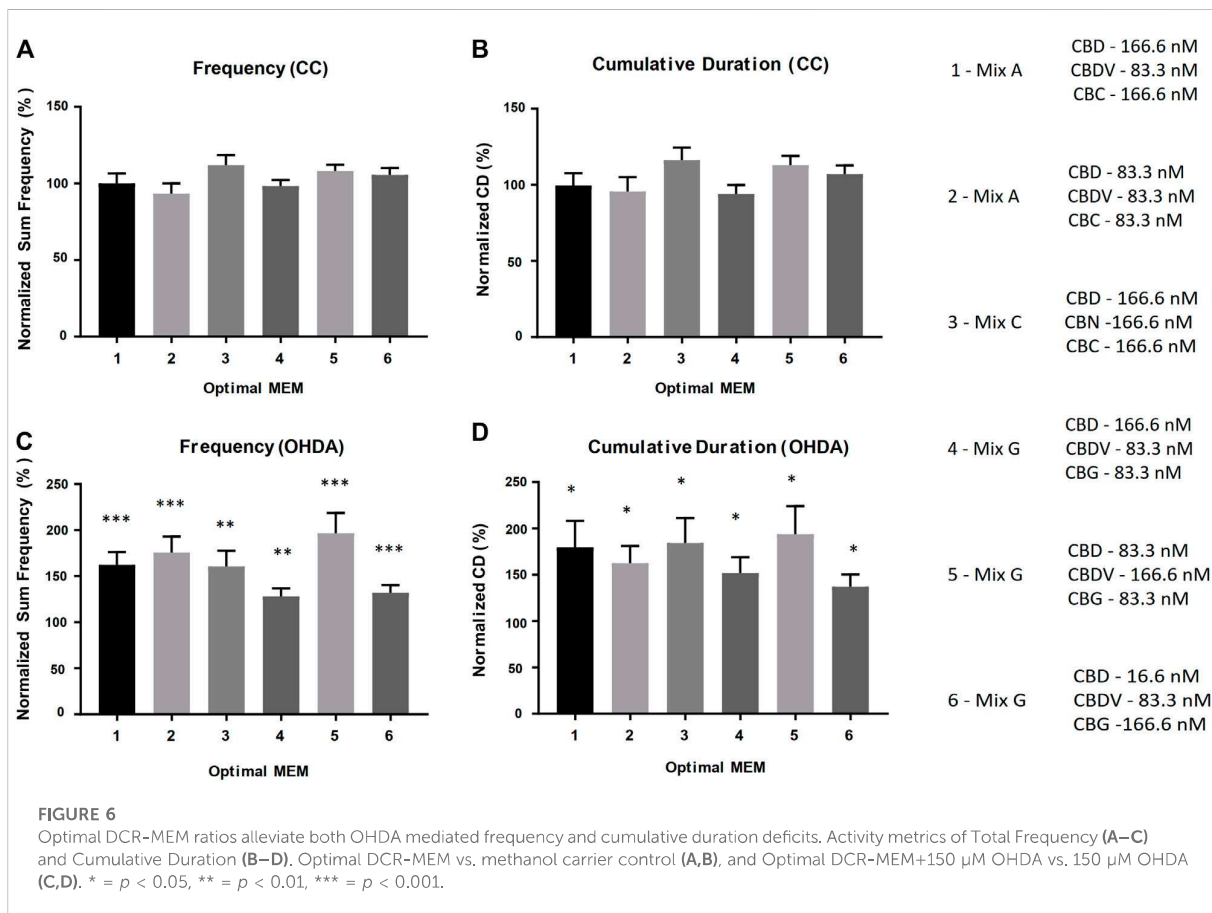 A
Frequency (CC)
Normalized Sum Frequency (%)
150
100
50
0
1 2 3 4 5 6
Optimal MEM
B
Cumulative Duration (CC)
Normalized CD (%)
150
100
50
0
1 2 3 4 5 6
Optimal MEM
C
Frequency (OHDA)
Normalized Sum Frequency (%)
250
200
150
100
50
0
*** *** ** ** *** ***
1 2 3 4 5 6
Optimal MEM
D
Cumulative Duration (OHDA)
Normalized CD (%)
250
200
150
100
50
0
* * * * * *
1 2 3 4 5 6
Optimal MEM
1 - Mix A
CBD - 166.6 nM
CBDV - 83.3 nM
CBC - 166.6 nM
2 - Mix A
CBD - 83.3 nM
CBDV - 83.3 nM
CBC - 83.3 nM
3 - Mix C
CBD - 166.6 nM
CBN -166.6 nM
CBC - 166.6 nM
4 - Mix G
CBD - 166.6 nM
CBDV - 83.3 nM
CBG - 83.3 nM
5 - Mix G
CBD - 83.3 nM
CBDV - 166.6 nM
CBG - 83.3 nM
6 - Mix G
CBD - 16.6 nM
CBDV - 83.3 nM
CBG -166.6 nM
FIGURE 6
Optimal DCR-MEM ratios alleviate both OHDA mediated frequency and cumulative duration deficits. Activity metrics of Total Frequency (A–C)
and Cumulative Duration (B–D). Optimal DCR-MEM vs. methanol carrier control (A,B), and Optimal DCR-MEM+150 µM OHDA vs. 150 µM OHDA
(C,D). * = p < 0.05, ** = p < 0.01, *** = p < 0.001.